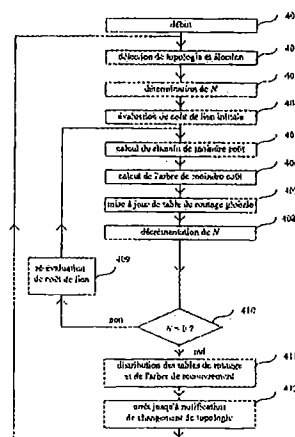 début
détection de topologie et élection
détermination de N
évaluation de coût de lien initiale
calcul du chemin de moindre coût
calcul de l'arbre de moindre coût
mise à jour de table de routage globale
décrémentation de N
408
ré-évaluation
de coût de lien
409
non
410
distribution des tables de routage
et de l'arbre de recouvrement
arrêt jusqu'à notification
de changement de topologie